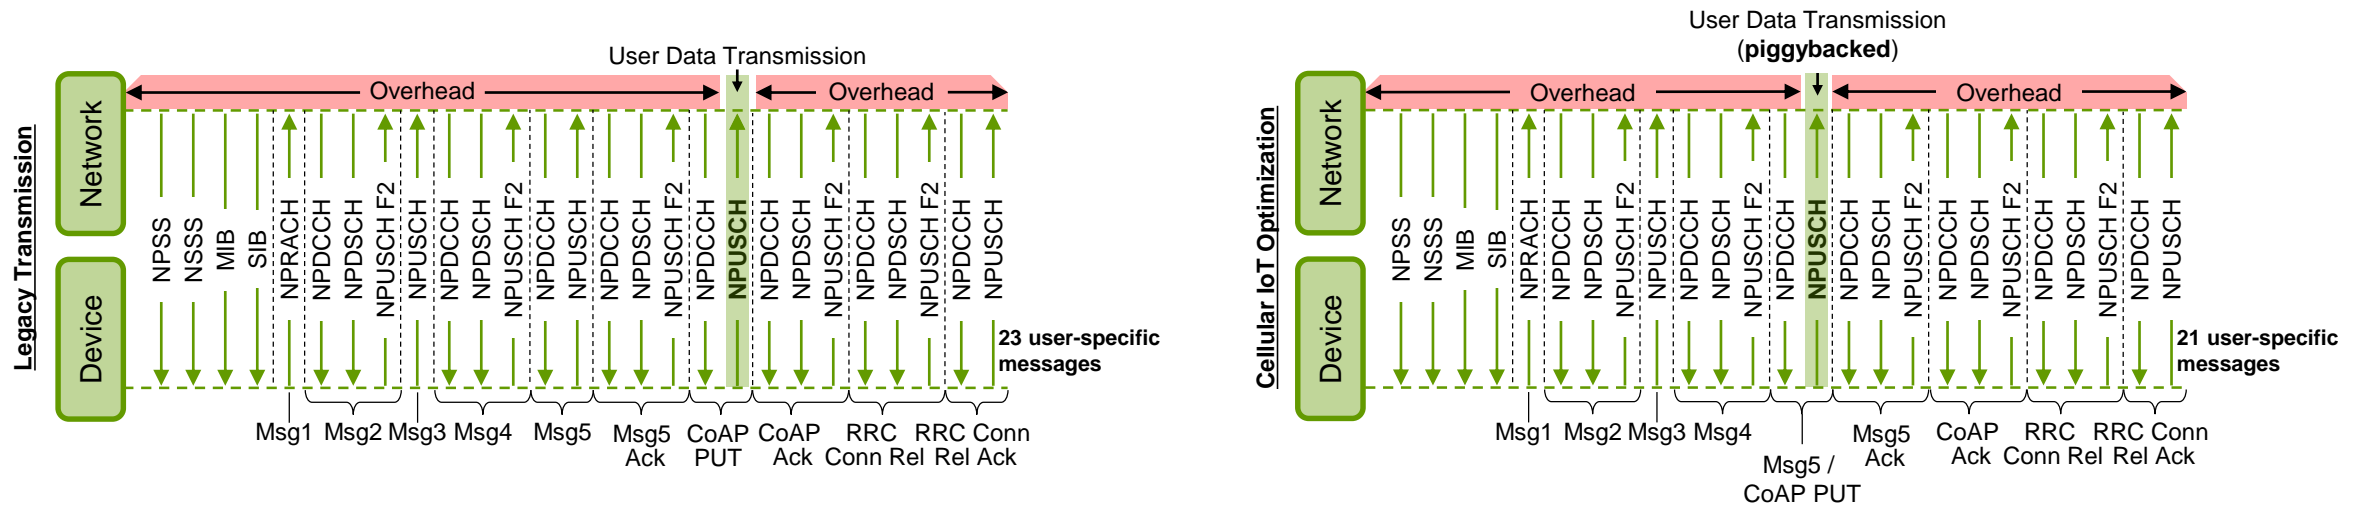 User Data Transmission
Overhead
Overhead
Legacy Transmission
Network
Device
NPSS
NSSS
MIB
SIB
NPRACH
NPDCCH
NPDSCH
NPUSCH F2
NPUSCH
NPDCCH
NPDSCH
NPUSCH F2
NPDCCH
NPUSCH
NPDCCH
NPDSCH
NPUSCH F2
NPDCCH
NPUSCH
NPDCCH
NPDSCH
NPUSCH F2
NPDCCH
NPDSCH
NPUSCH F2
NPDCCH
NPUSCH
23 user-specific
messages
Msg1
Msg2
Msg3
Msg4
Msg5
Msg5
Ack
CoAP
PUT
CoAP
Ack
RRC
Conn Rel
RRC Conn
Rel Ack
User Data Transmission
(piggybacked)
Overhead
Overhead
Cellular IoT Optimization
Network
Device
NPSS
NSSS
MIB
SIB
NPRACH
NPDCCH
NPDSCH
NPUSCH F2
NPUSCH
NPDCCH
NPDSCH
NPUSCH F2
NPDCCH
NPUSCH
NPDCCH
NPDSCH
NPUSCH F2
NPDCCH
NPDSCH
NPUSCH F2
NPDCCH
NPDSCH
NPUSCH F2
NPDCCH
NPUSCH
21 user-specific
messages
Msg1
Msg2
Msg3
Msg4
Msg5 /
CoAP PUT
Msg5
Ack
CoAP
Ack
RRC
Conn Rel
RRC Conn
Rel Ack